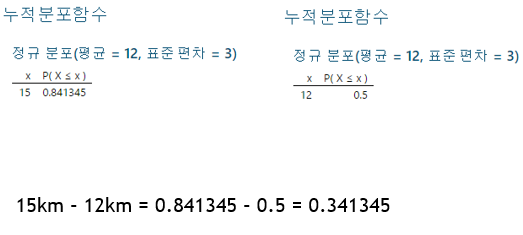 누적분포함수
정규 분포(평균 = 12, 표준 편차 = 3)
x P( X ≤ x )
15 0.841345
누적분포함수
정규 분포(평균 = 12, 표준 편차 = 3)
x P( X ≤ x )
12 0.5
15km - 12km = 0.841345 - 0.5 = 0.341345